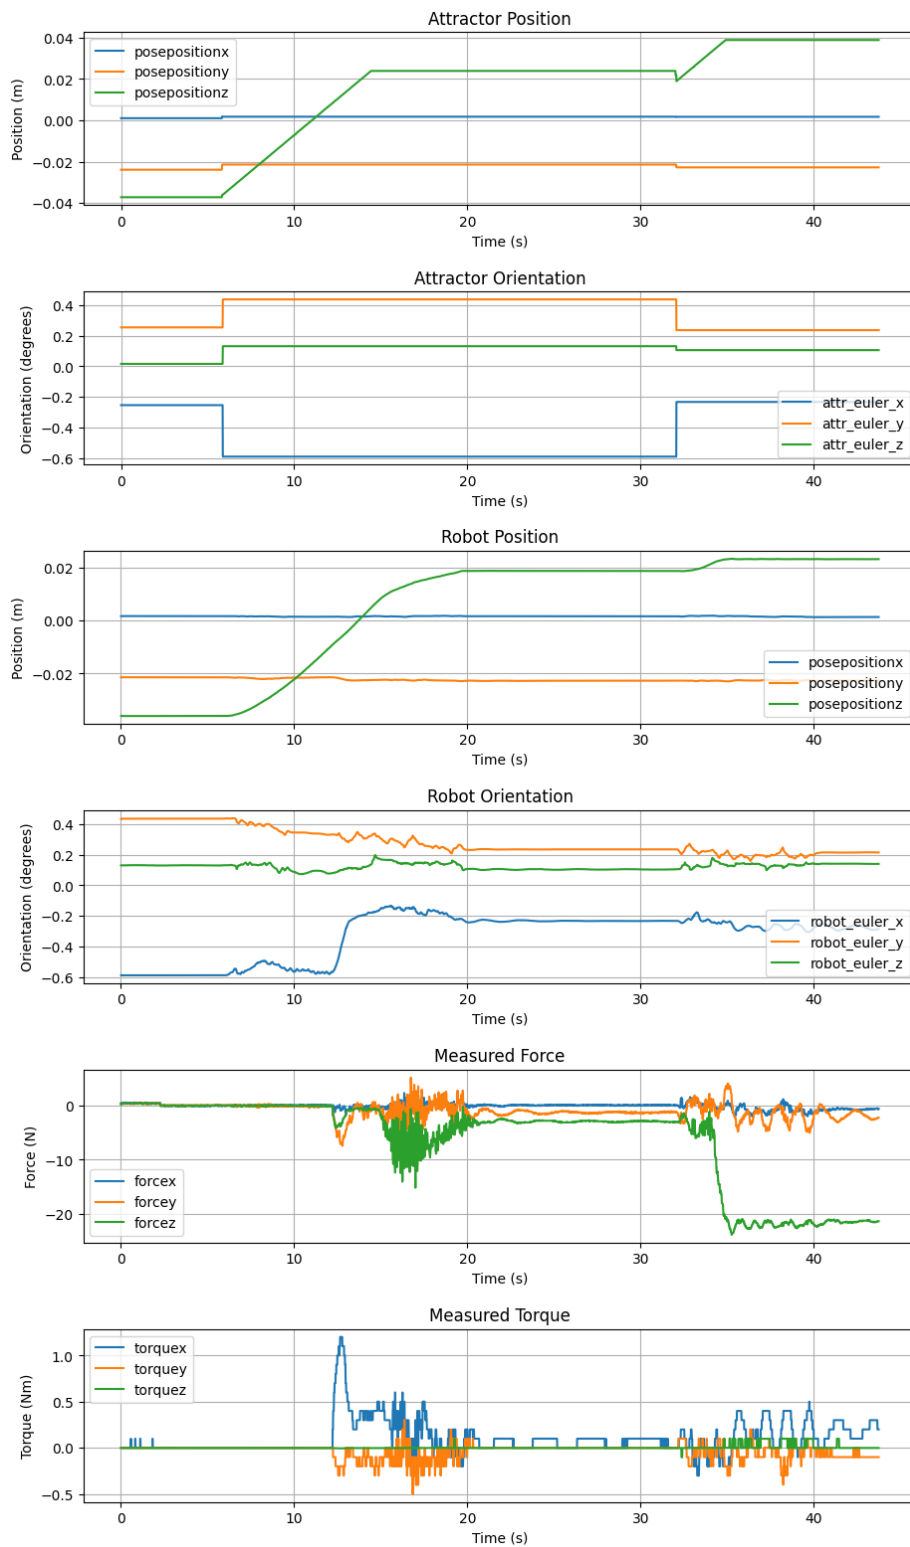 Attractor Position
Position (m)
0.04
0.02
0.00
−0.02
−0.04
posepositionx
posepositiony
posepositionz
0
10
20
30
40
Time (s)
Attractor Orientation
Orientation (degrees)
0.4
0.2
0.0
−0.2
−0.4
−0.6
attr_euler_x
attr_euler_y
attr_euler_z
0
10
20
30
40
Time (s)
Robot Position
Position (m)
0.02
0.00
−0.02
posepositionx
posepositiony
posepositionz
0
10
20
30
40
Time (s)
Robot Orientation
Orientation (degrees)
0.4
0.2
0.0
−0.2
−0.4
−0.6
robot_euler_x
robot_euler_y
robot_euler_z
0
10
20
30
40
Time (s)
Measured Force
Force (N)
0
−10
−20
forcex
forcey
forcez
0
10
20
30
40
Time (s)
Measured Torque
Torque (Nm)
1.0
0.5
0.0
−0.5
torquex
torquey
torquez
0
10
20
30
40
Time (s)